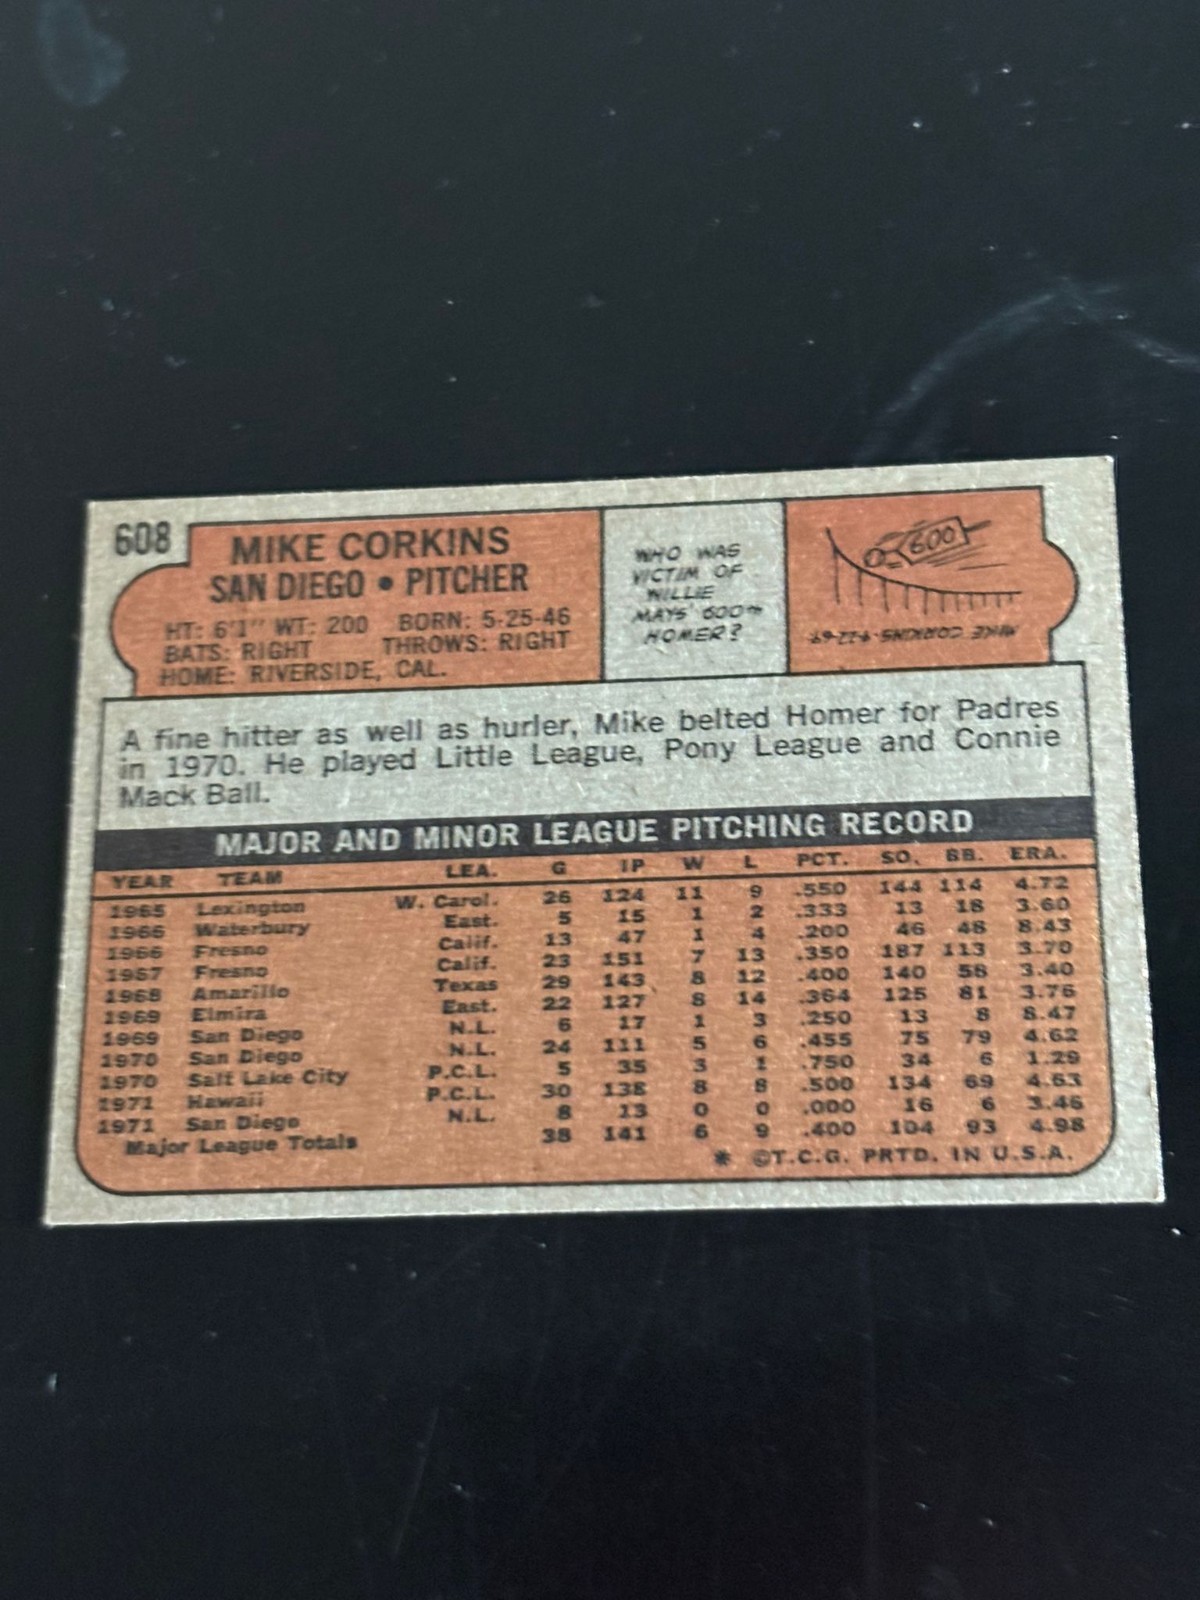 608
MIKE CORKINS
SAN DIEGO • PITCHER
HT: 6'1" WT: 200 BORN: 5-25-46
BATS: RIGHT THROWS: RIGHT
HOME: RIVERSIDE, CAL.
WHO WAS
VICTIM OF
WILLIE
MAYS' 600TH
HOMER?
600
MIKE CORKINS. 9-22-69
A fine hitter as well as hurler, Mike belted Homer for Padres
in 1970. He played Little League, Pony League and Connie
Mack Ball.
MAJOR AND MINOR LEAGUE PITCHING RECORD
YEAR TEAM LEA. G IP W L PCT. SO. BB. ERA.
1965 Lexington W. Carol. 26 124 11 9 .550 144 114 4.72
1966 Waterbury East. 5 15 1 2 .333 13 18 3.60
1966 Fresno Calif. 13 47 1 4 .200 46 48 8.43
1967 Fresno Calif. 23 151 7 13 .350 187 113 3.70
1968 Amarillo Texas 29 143 8 12 .400 140 58 3.40
1969 Elmira East. 22 127 8 14 .364 125 81 3.76
1969 San Diego N.L. 6 17 1 3 .250 13 8 8.47
1970 San Diego N.L. 24 111 5 6 .455 75 79 4.62
1970 Salt Lake City P.C.L. 5 35 3 1 .750 34 6 1.29
1971 Hawaii P.C.L. 30 138 8 8 .500 134 69 4.63
1971 San Diego N.L. 8 13 0 0 .000 16 6 3.46
Major League Totals 38 141 6 9 .400 104 93 4.98
* ©T.C.G. PRTD. IN U.S.A.